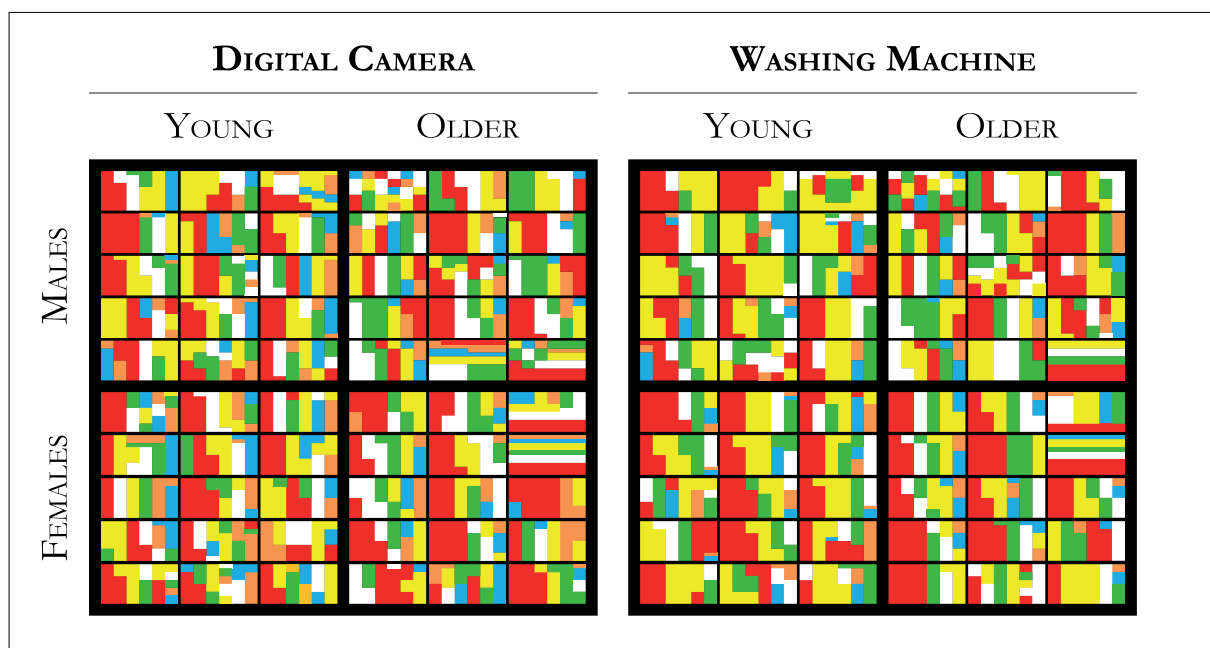 Digital Camera
Washing Machine
Young
Older
Young
Older
Males
Females